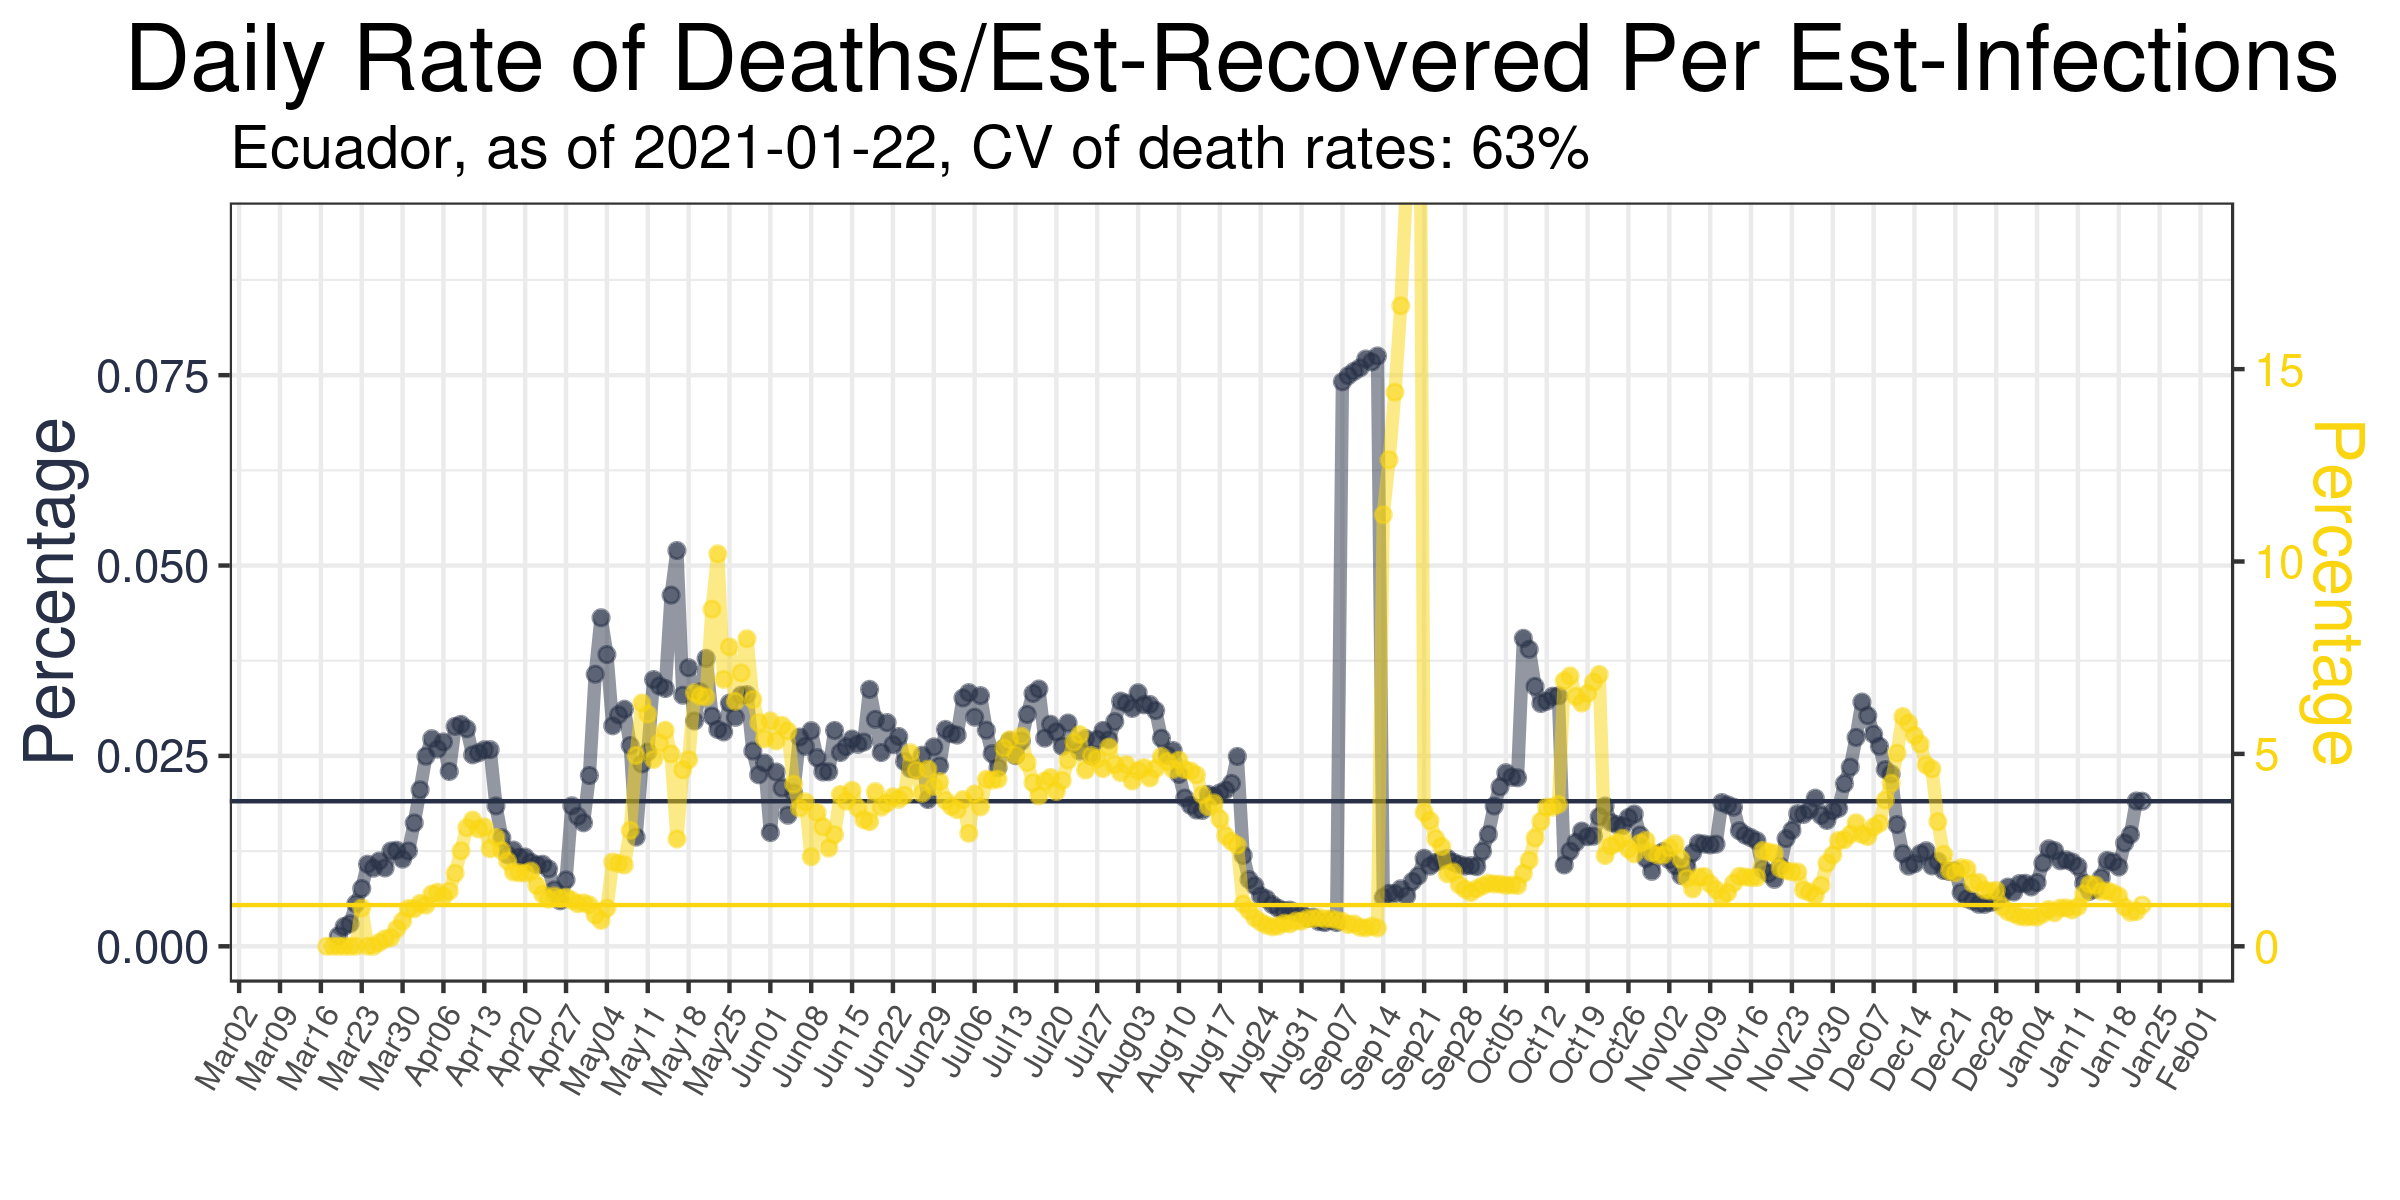 Daily Rate of Deaths/Est-Recovered Per Est-Infections
Ecuador, as of 2021-01-22, CV of death rates: 63%
Percentage
0.075
0.050
0.025
0.000
15
10
5
0
Percentage
Mar02
Mar09
Mar16
Mar23
Mar30
Apr06
Apr13
Apr20
Apr27
May04
May11
May18
May25
Jun01
Jun08
Jun15
Jun22
Jun29
Jul06
Jul13
Jul20
Jul27
Aug03
Aug10
Aug17
Aug24
Aug31
Sep07
Sep14
Sep21
Sep28
Oct05
Oct12
Oct19
Oct26
Nov02
Nov09
Nov16
Nov23
Nov30
Dec07
Dec14
Dec21
Dec28
Jan04
Jan11
Jan18
Jan25
Feb01